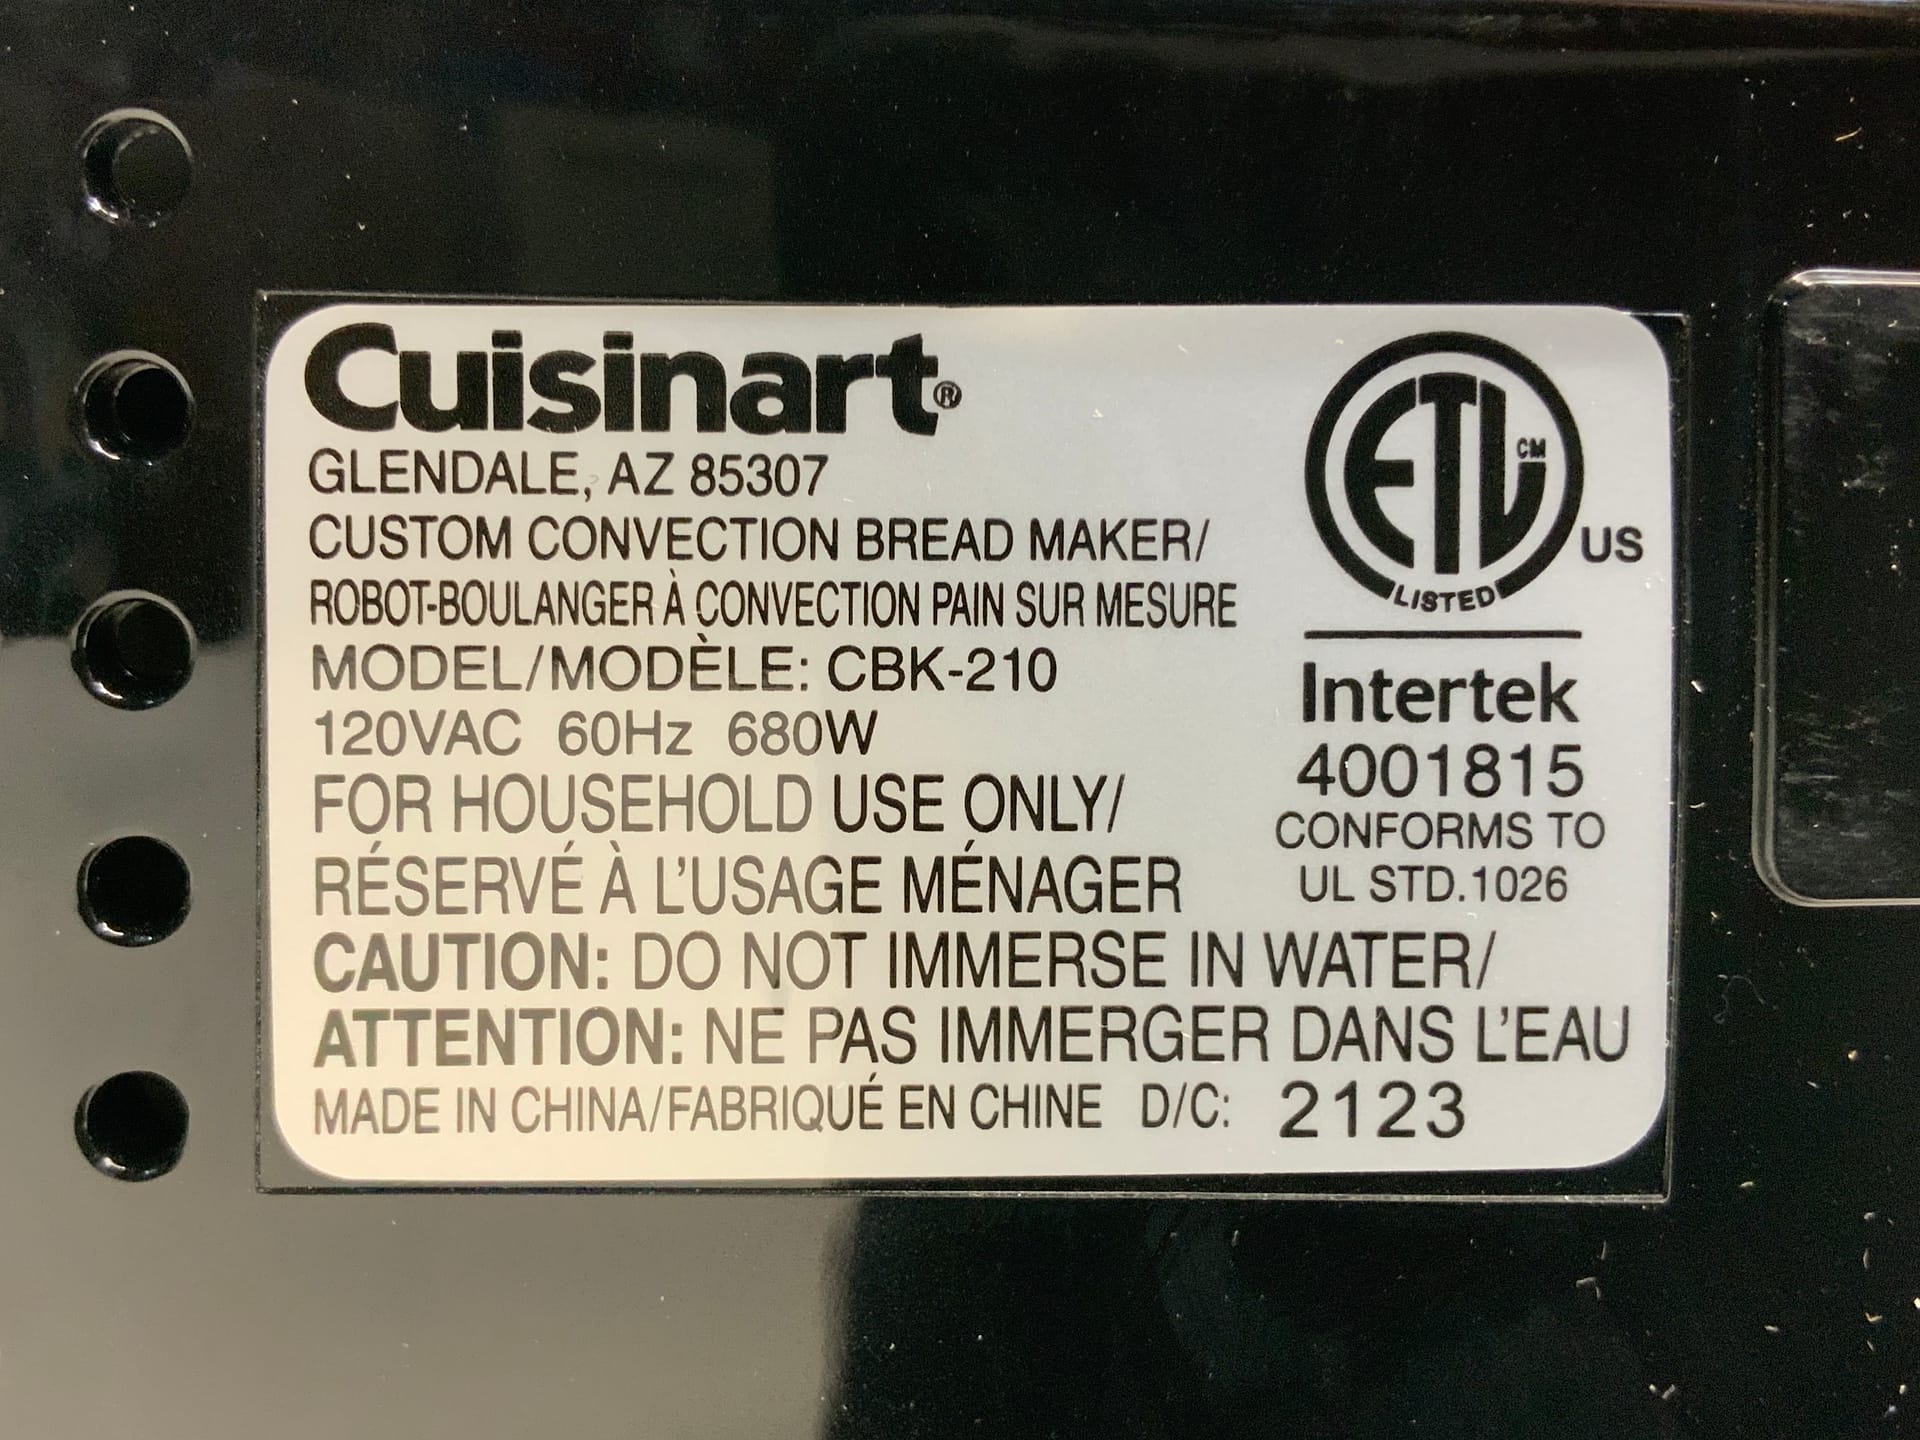 Cuisinart®
GLENDALE, AZ 85307
CUSTOM CONVECTION BREAD MAKER/
ROBOT-BOULANGER À CONVECTION PAIN SUR MESURE
MODEL/MODÈLE: CBK-210
120VAC 60Hz 680W
FOR HOUSEHOLD USE ONLY/
RÉSERVÉ À L'USAGE MÉNAGER
CAUTION: DO NOT IMMERSE IN WATER/
ATTENTION: NE PAS IMMERGER DANS L'EAU
MADE IN CHINA/FABRIQUÉ EN CHINE D/C: 2123
ETL CM
LISTED
US
Intertek
4001815
CONFORMS TO
UL STD.1026